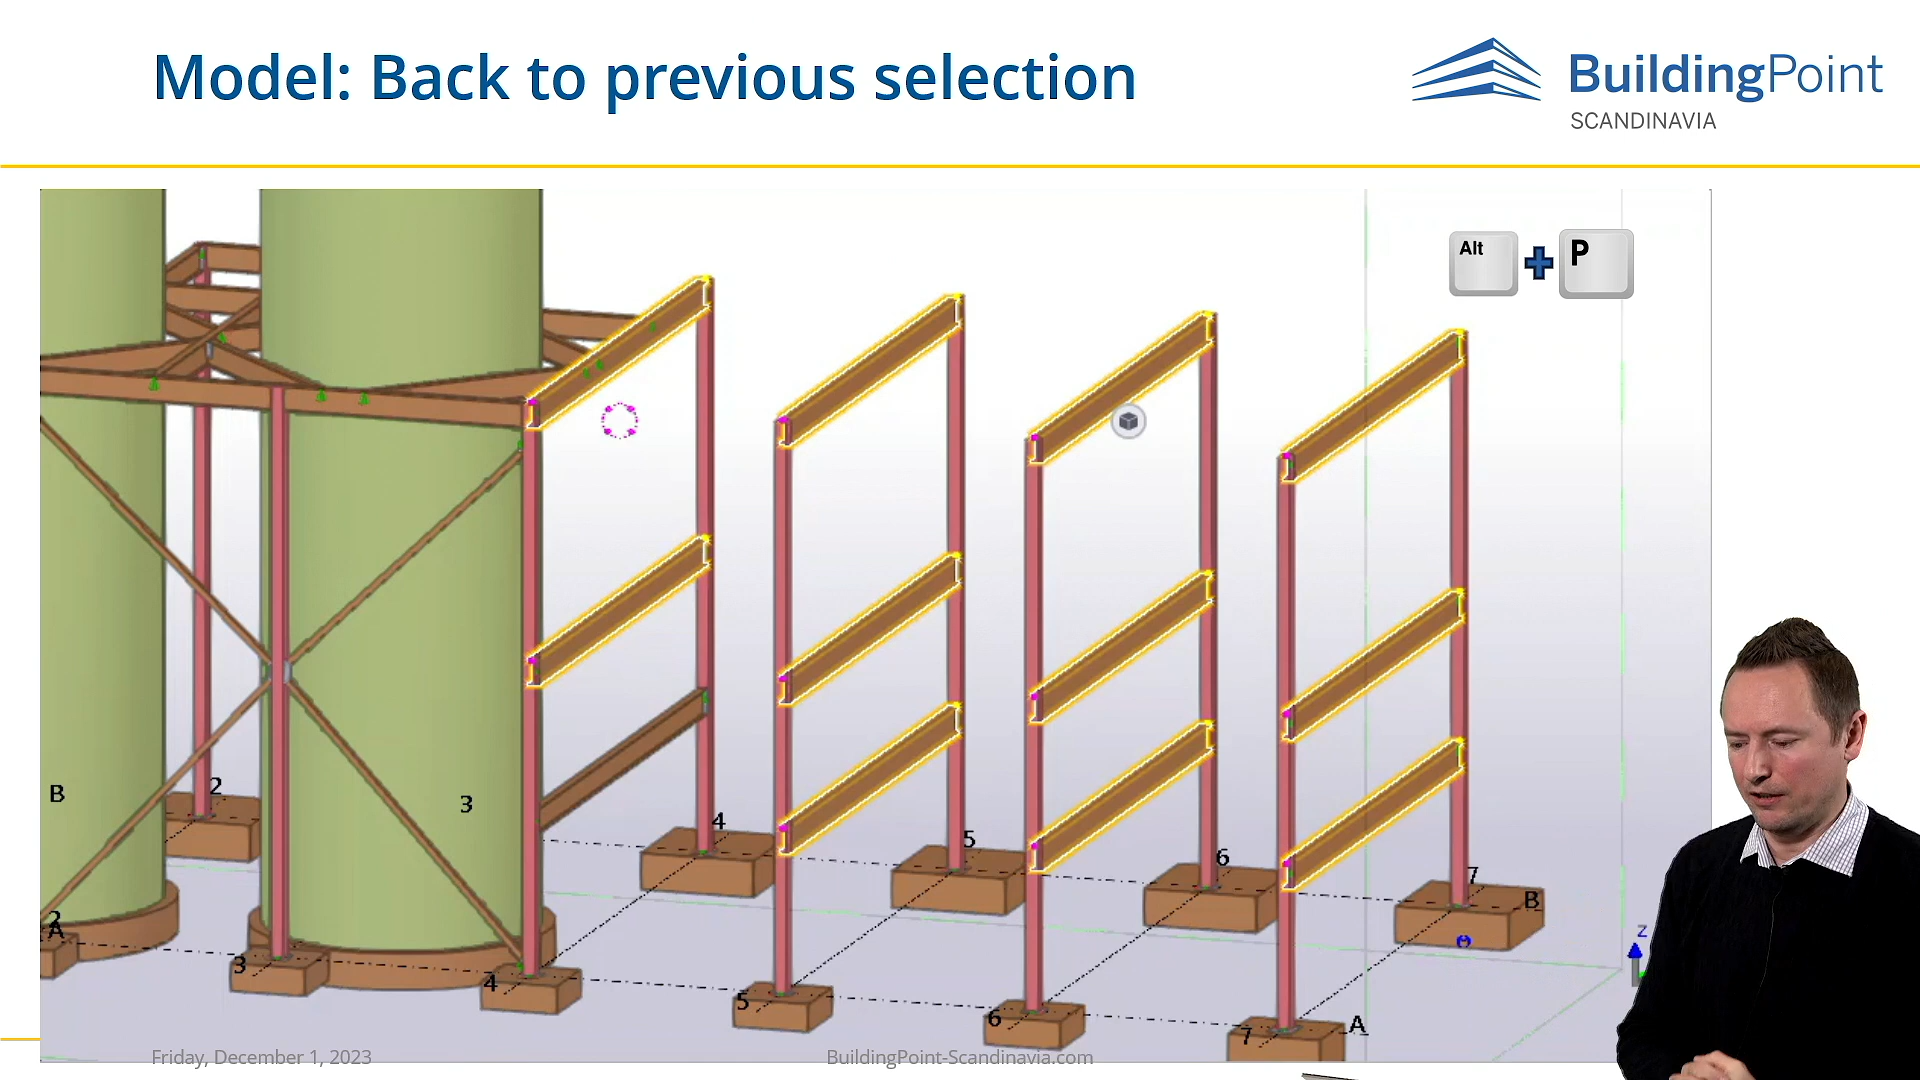 Model: Back to previous selection
BuildingPoint
SCANDINAVIA
Alt
P
2
B
3
4
5
6
7
B
2
A
Z
3
4
5
6
7
A
Friday, December 1, 2023
BuildingPoint-Scandinavia.com